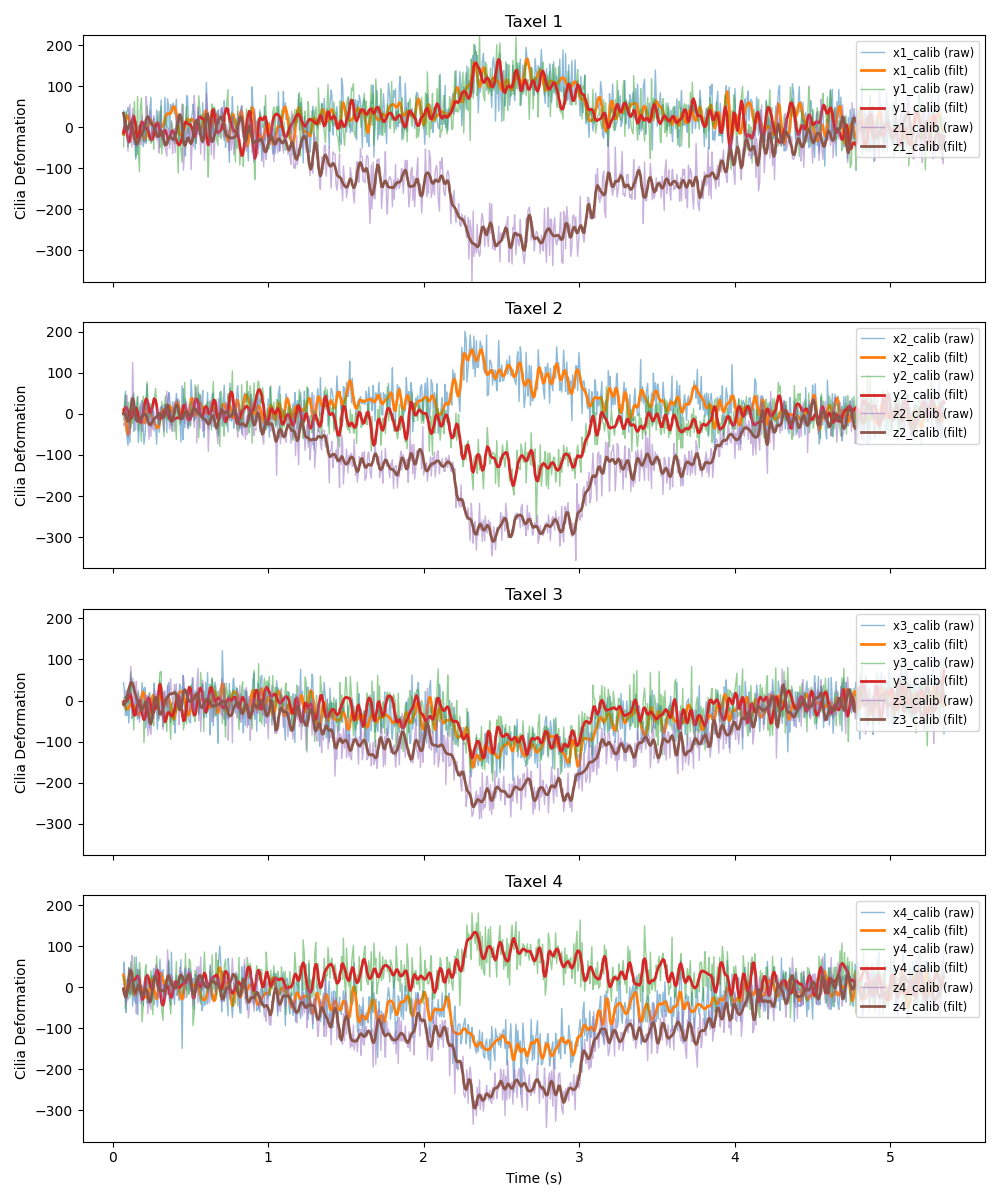 Taxel 1
Cilia Deformation
200
100
0
−100
−200
−300
x1_calib (raw)
x1_calib (filt)
y1_calib (raw)
y1_calib (filt)
z1_calib (raw)
z1_calib (filt)
Taxel 2
Cilia Deformation
200
100
0
−100
−200
−300
x2_calib (raw)
x2_calib (filt)
y2_calib (raw)
y2_calib (filt)
z2_calib (raw)
z2_calib (filt)
Taxel 3
Cilia Deformation
200
100
0
−100
−200
−300
x3_calib (raw)
x3_calib (filt)
y3_calib (raw)
y3_calib (filt)
z3_calib (raw)
z3_calib (filt)
Taxel 4
Cilia Deformation
200
100
0
−100
−200
−300
x4_calib (raw)
x4_calib (filt)
y4_calib (raw)
y4_calib (filt)
z4_calib (raw)
z4_calib (filt)
0 1 2 3 4 5
Time (s)